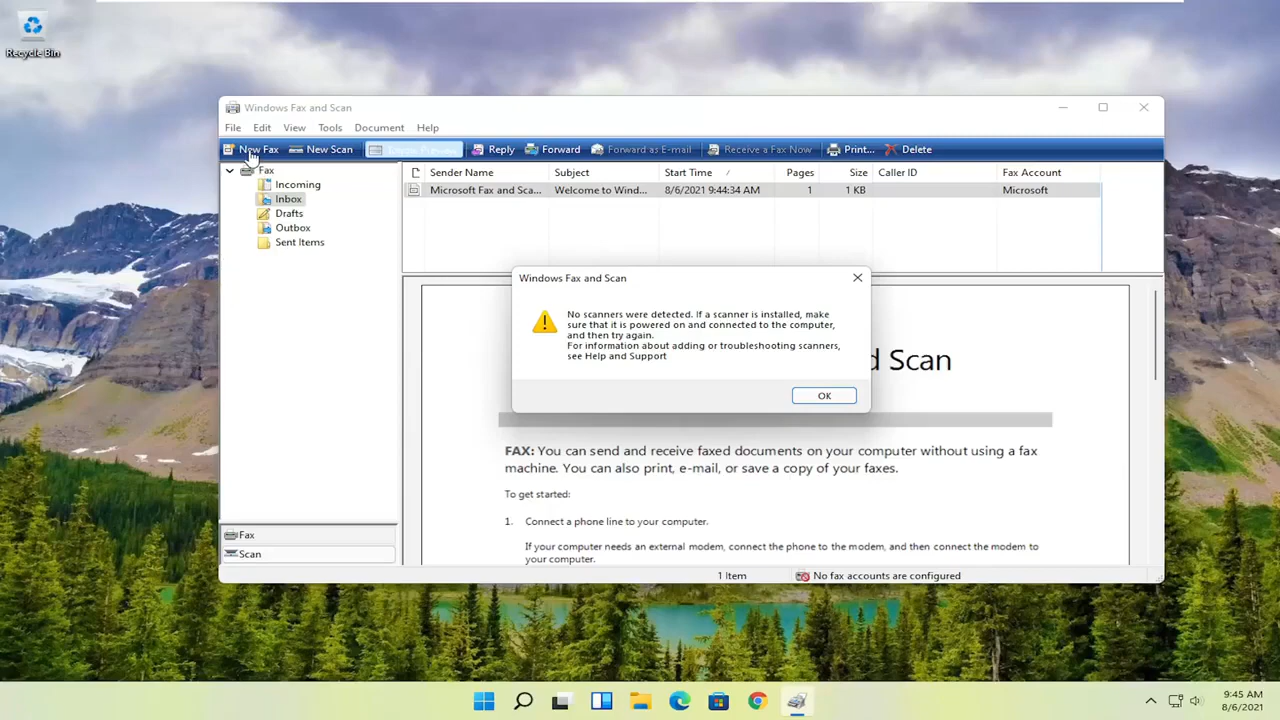 Recycle Bin
Windows Fax and Scan
File Edit View Tools Document Help
New Fax New Scan Reply Forward Forward as E-mail Receive a Fax Now Print... Delete
Fax
Incoming
Inbox
Drafts
Outbox
Sent Items
Sender Name Subject Start Time / Pages Size Caller ID Fax Account
Microsoft Fax and Sca... Welcome to Wind... 8/6/2021 9:44:34 AM 1 1 KB Microsoft
Windows Fax and Scan
No scanners were detected. If a scanner is installed, make
sure that it is powered on and connected to the computer,
and then try again.
For information about adding or troubleshooting scanners,
see Help and Support
OK
d Scan
FAX: You can send and receive faxed documents on your computer without using a fax
machine. You can also print, e-mail, or save a copy of your faxes.
To get started:
1. Connect a phone line to your computer.
If your computer needs an external modem, connect the phone to the modem, and then connect the modem to
your computer.
Fax
Scan
1 Item No fax accounts are configured
9:45 AM
8/6/2021